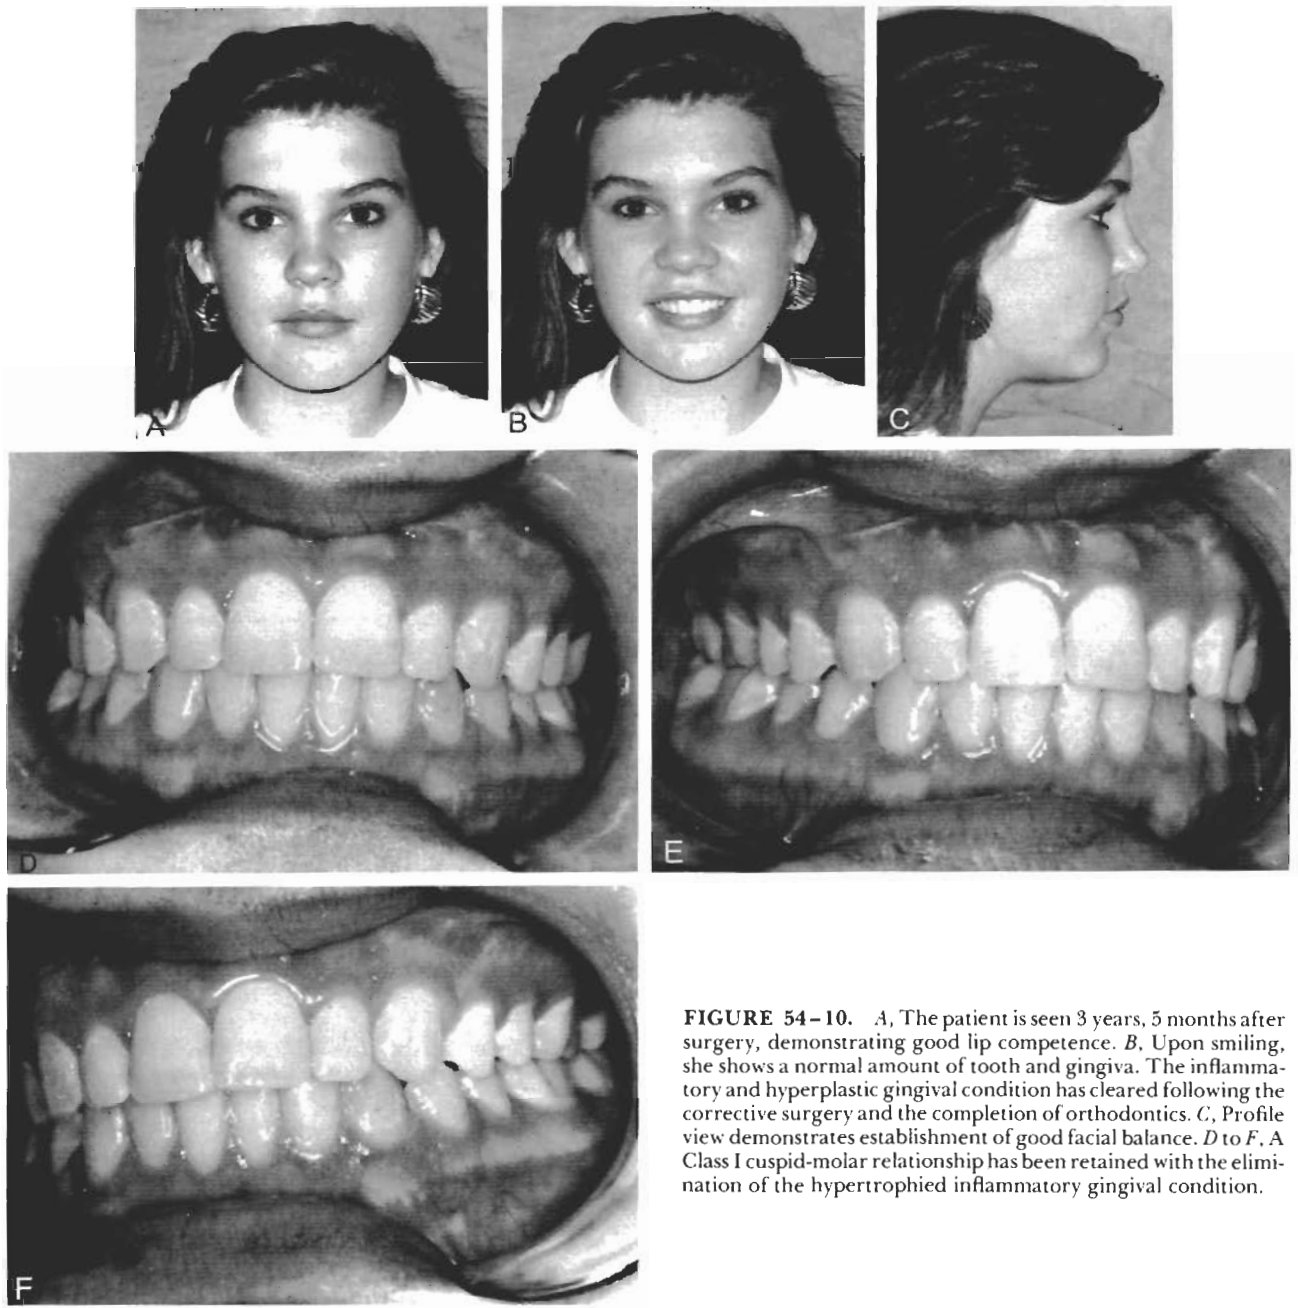 A
B
C
D
E
F
FIGURE 54–10. A, The patient is seen 3 years, 5 months after
surgery, demonstrating good lip competence. B, Upon smiling,
she shows a normal amount of tooth and gingiva. The inflamma-
tory and hyperplastic gingival condition has cleared following the
corrective surgery and the completion of orthodontics. C, Profile
view demonstrates establishment of good facial balance. D to F, A
Class I cuspid-molar relationship has been retained with the elimi-
nation of the hypertrophied inflammatory gingival condition.